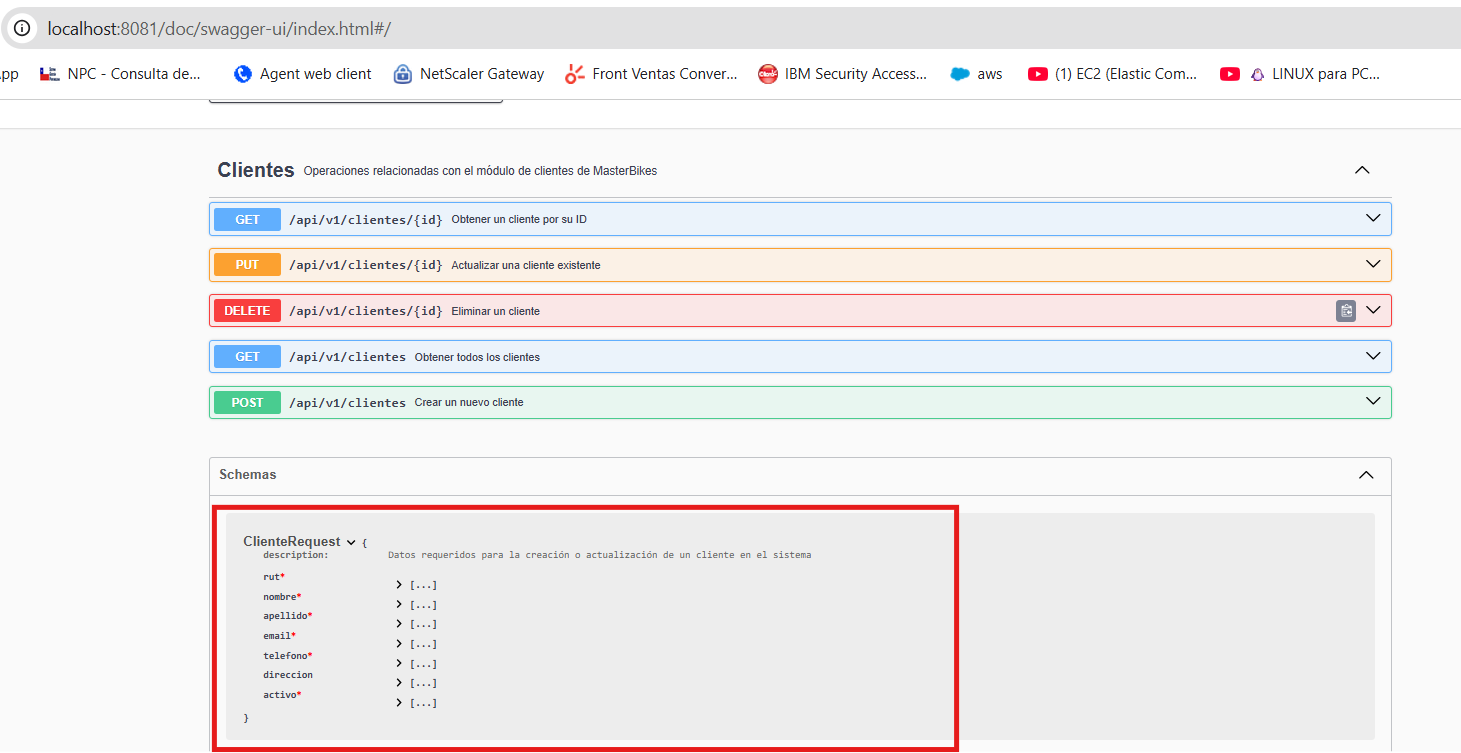 localhost:8081/doc/swagger-ui/index.html#/
pp NPC - Consulta de... Agent web client NetScaler Gateway Front Ventas Conver... IBM Security Access... aws (1) EC2 (Elastic Com... LINUX para PC...
Clientes Operaciones relacionadas con el módulo de clientes de MasterBikes
GET /api/v1/clientes/{id} Obtener un cliente por su ID
PUT /api/v1/clientes/{id} Actualizar una cliente existente
DELETE /api/v1/clientes/{id} Eliminar un cliente
GET /api/v1/clientes Obtener todos los clientes
POST /api/v1/clientes Crear un nuevo cliente
Schemas
ClienteRequest {
description: Datos requeridos para la creación o actualización de un cliente en el sistema
rut* > [...]
nombre* > [...]
apellido* > [...]
email* > [...]
telefono* > [...]
direccion > [...]
activo* > [...]
}